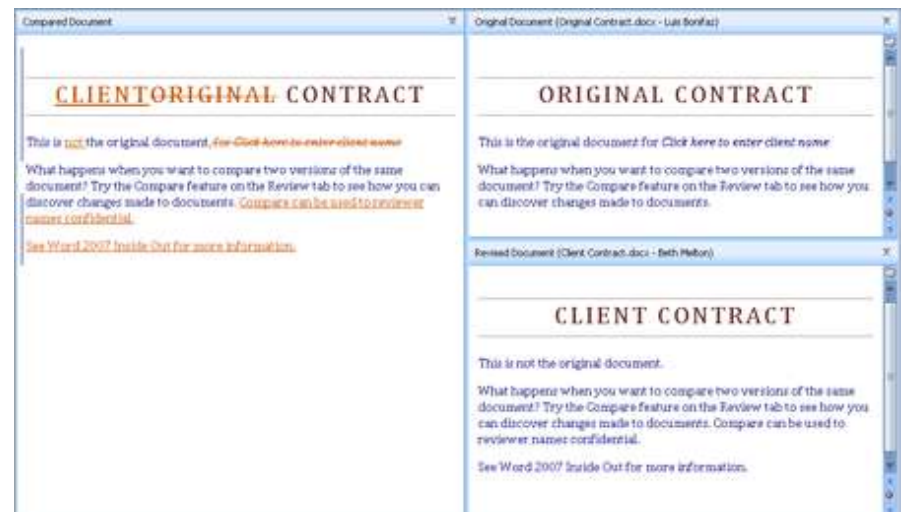 Compared Document
CLIENTORIGINAL CONTRACT
This is not the original document. for Click here to enter client name
What happens when you want to compare two versions of the same
document? Try the Compare feature on the Review tab to see how you can
discover changes made to documents. Compare can be used to reviewer
names confidential.
See Word 2007 Inside Out for more information.
Original Document (Original Contract.docx - Luis Bonifaz)
ORIGINAL CONTRACT
This is the original document for Click here to enter client name
What happens when you want to compare two versions of the same
document? Try the Compare feature on the Review tab to see how you
can discover changes made to documents.
Revised Document (Client Contract.docx - Beth Melton)
CLIENT CONTRACT
This is not the original document.
What happens when you want to compare two versions of the same
document? Try the Compare feature on the Review tab to see how you
can discover changes made to documents. Compare can be used to
reviewer names confidential.
See Word 2007 Inside Out for more information.